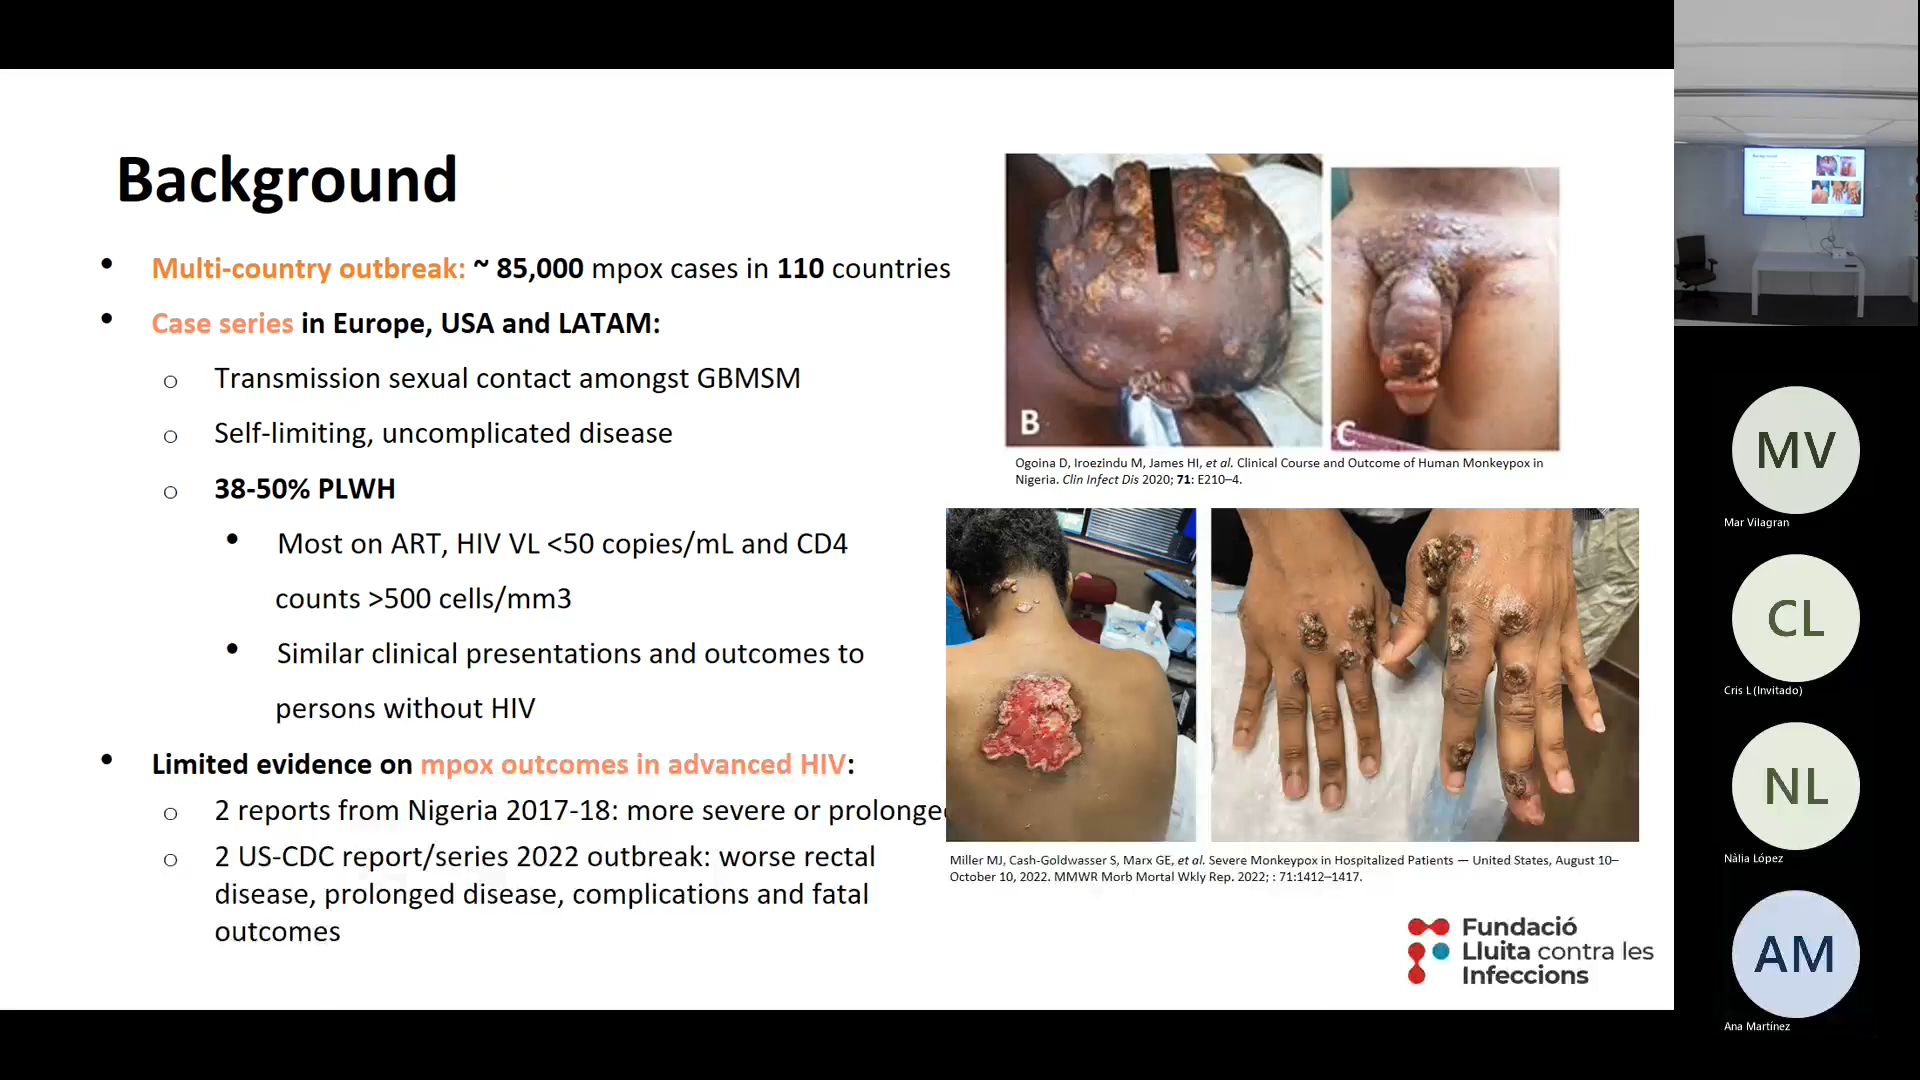 Background
• Multi-country outbreak: ~ 85,000 mpox cases in 110 countries
• Case series in Europe, USA and LATAM:
o Transmission sexual contact amongst GBMSM
o Self-limiting, uncomplicated disease
o 38-50% PLWH
• Most on ART, HIV VL <50 copies/mL and CD4
counts >500 cells/mm3
• Similar clinical presentations and outcomes to
persons without HIV
• Limited evidence on mpox outcomes in advanced HIV:
o 2 reports from Nigeria 2017-18: more severe or prolonged
o 2 US-CDC report/series 2022 outbreak: worse rectal
disease, prolonged disease, complications and fatal
outcomes
B
C
Ogoina D, Iroezindu M, James HI, et al. Clinical Course and Outcome of Human Monkeypox in
Nigeria. Clin Infect Dis 2020; 71: E210–4.
Miller MJ, Cash-Goldwasser S, Marx GE, et al. Severe Monkeypox in Hospitalized Patients — United States, August 10–
October 10, 2022. MMWR Morb Mortal Wkly Rep. 2022; : 71:1412–1417.
Fundació
Lluita contra les
Infeccions
MV
Mar Vilagran
CL
Cris L (Invitado)
NL
Nàlia López
AM
Ana Martínez